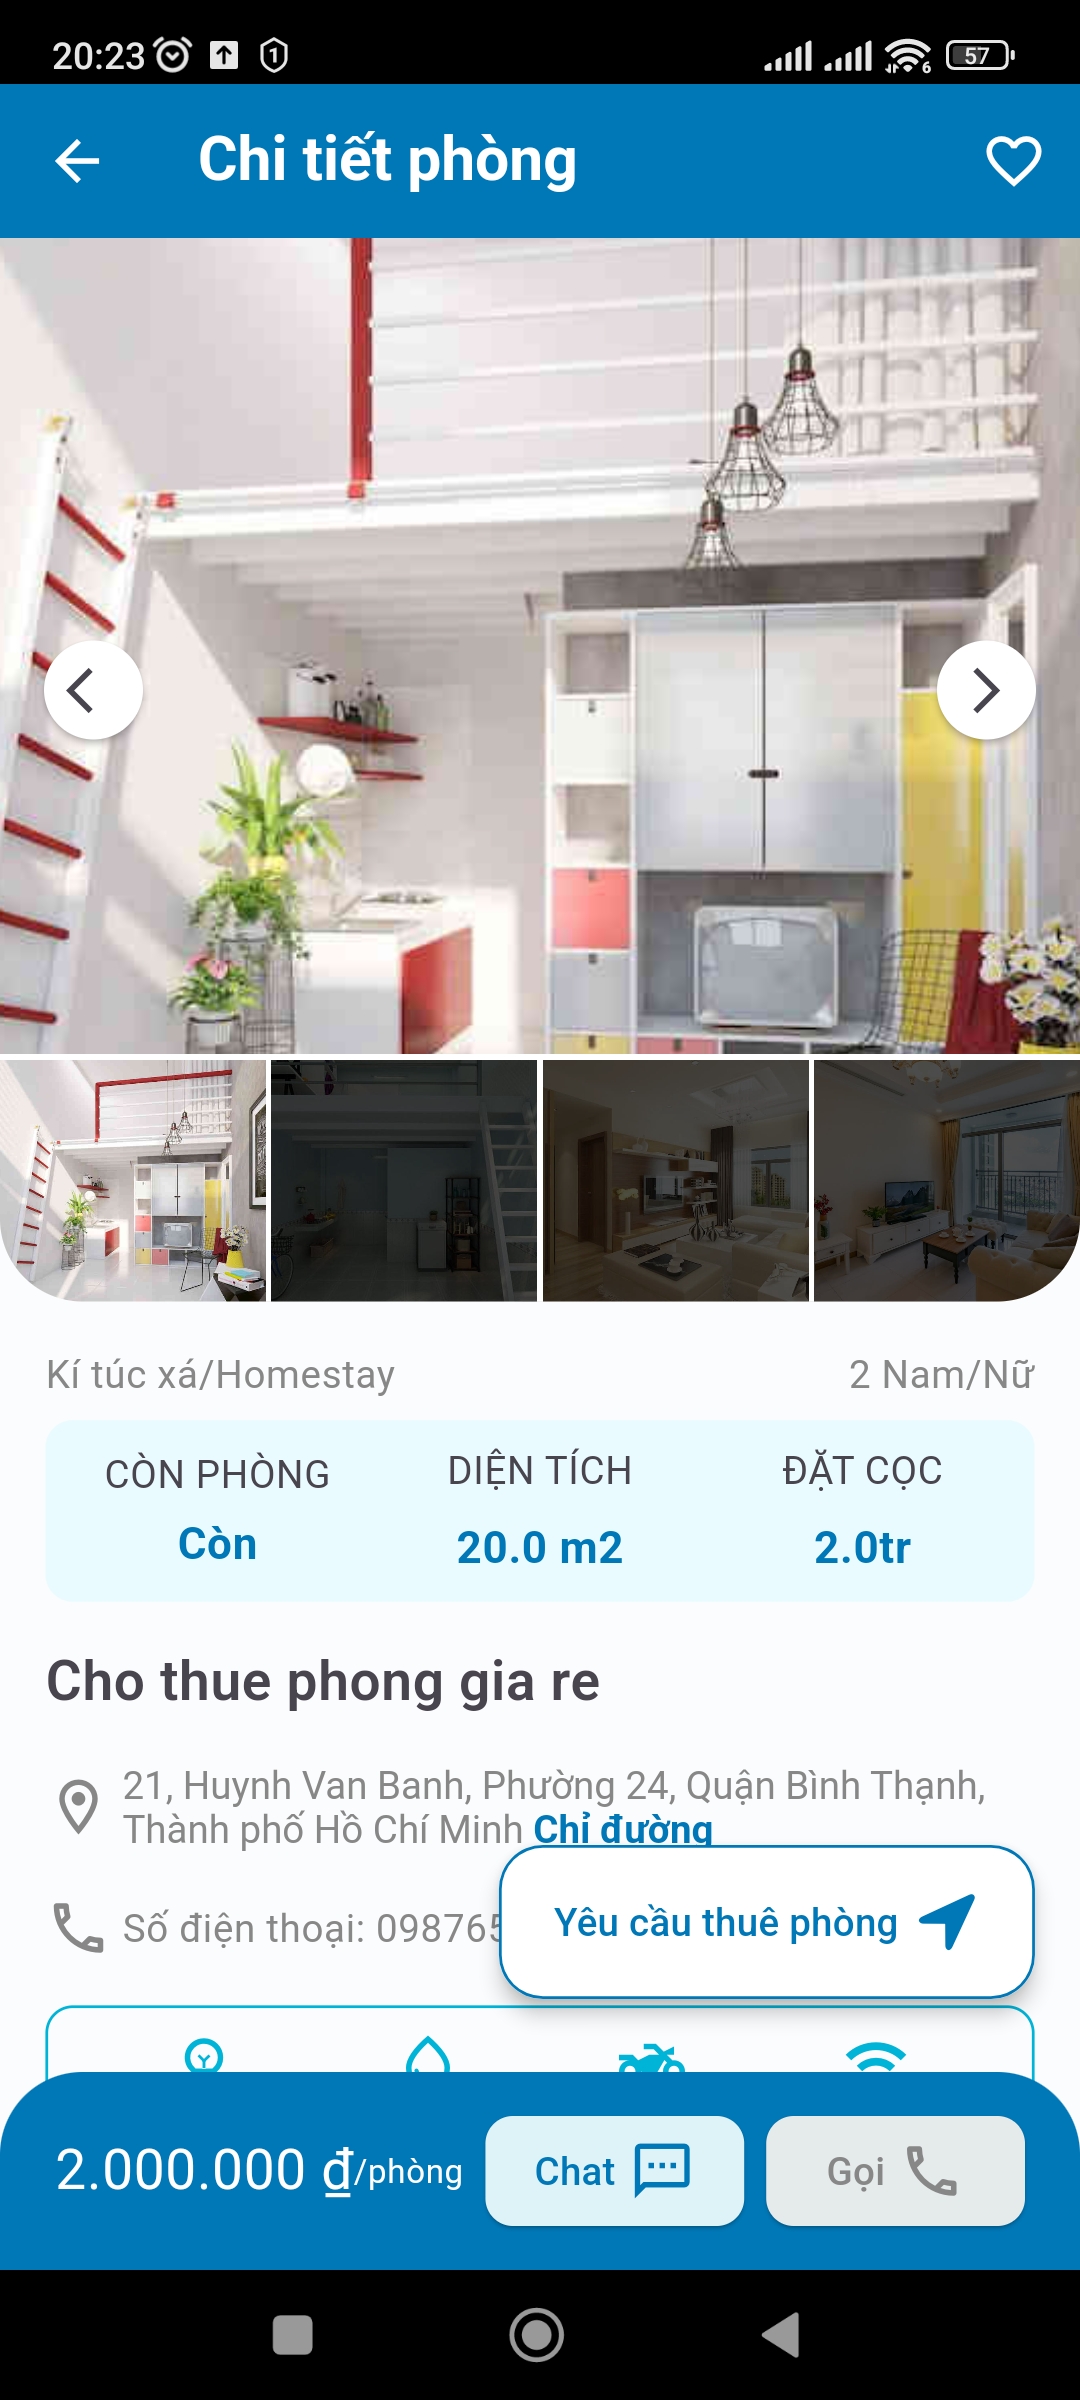 20:23
57
Chi tiết phòng
Kí túc xá/Homestay
2 Nam/Nữ
CÒN PHÒNG
DIỆN TÍCH
ĐẶT CỌC
Còn
20.0 m2
2.0tr
Cho thue phong gia re
21, Huynh Van Banh, Phường 24, Quận Bình Thạnh,
Thành phố Hồ Chí Minh Chỉ đường
Số điện thoại: 098765
Yêu cầu thuê phòng
2.000.000 ₫/phòng
Chat
Gọi